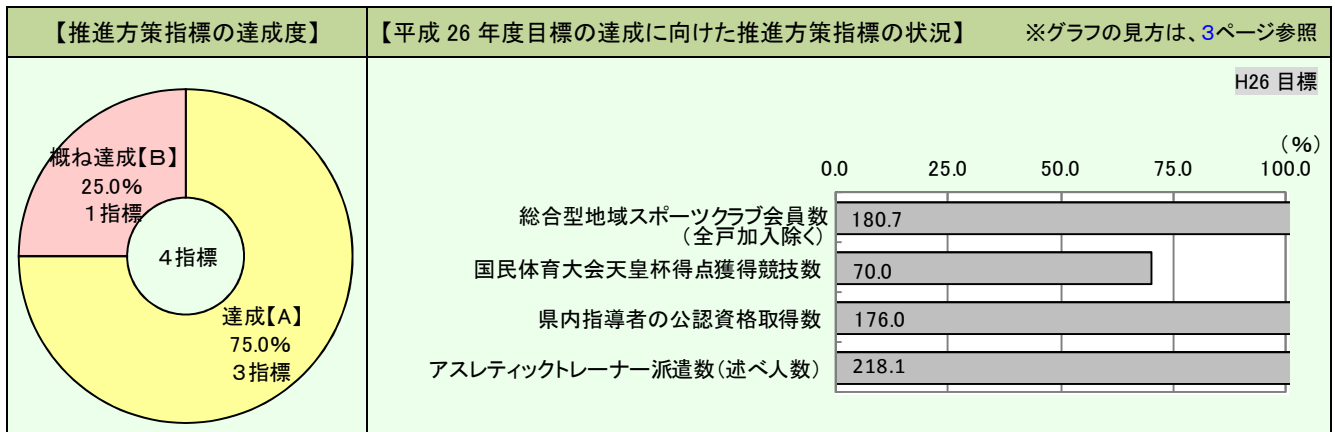 【推進方策指標の達成度】
【平成 26 年度目標の達成に向けた推進方策指標の状況】 ※グラフの見方は、3ページ参照
概ね達成【B】
25.0%
1指標
4指標
達成【A】
75.0%
3指標
H26 目標
(%)
0.0 25.0 50.0 75.0 100.0
総合型地域スポーツクラブ会員数
(全戸加入除く)
180.7
国民体育大会天皇杯得点獲得競技数 70.0
県内指導者の公認資格取得数 176.0
アスレティックトレーナー派遣数(述べ人数) 218.1